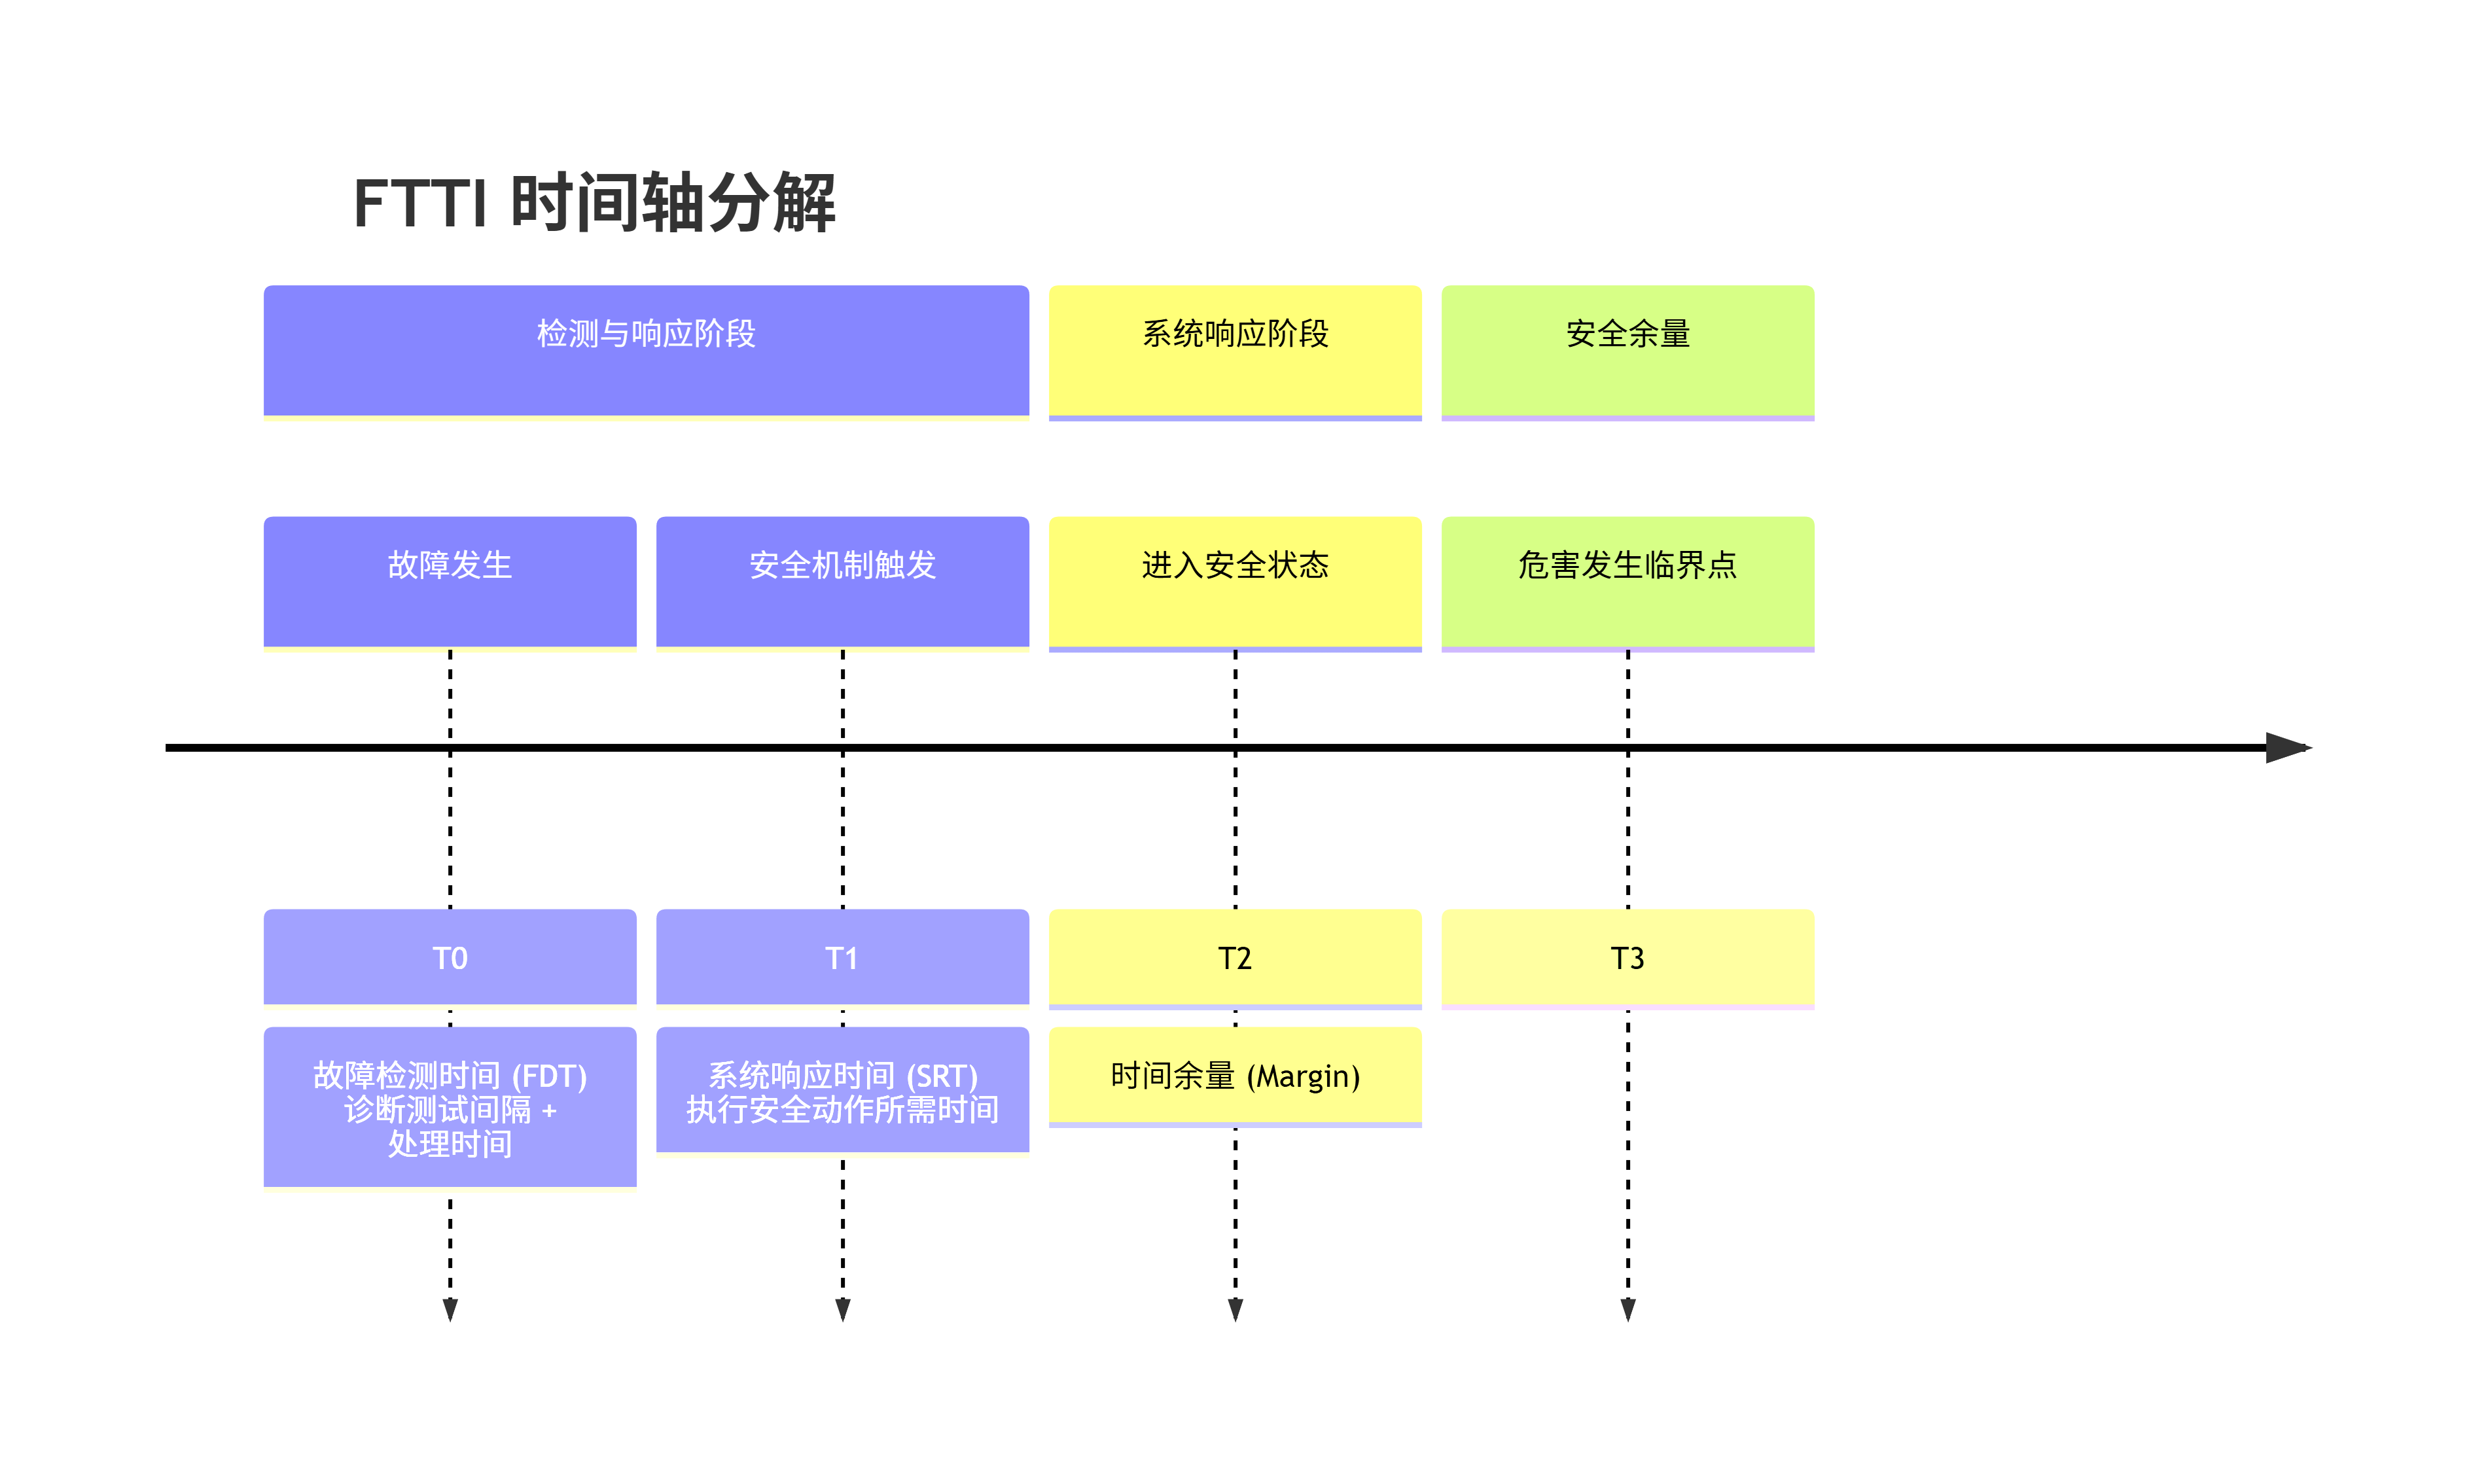 FTTI 时间轴分解
检测与响应阶段
系统响应阶段
安全余量
故障发生
安全机制触发
进入安全状态
危害发生临界点
T0
T1
T2
T3
故障检测时间 (FDT)
诊断测试间隔 +
处理时间
系统响应时间 (SRT)
执行安全动作所需时间
时间余量 (Margin)